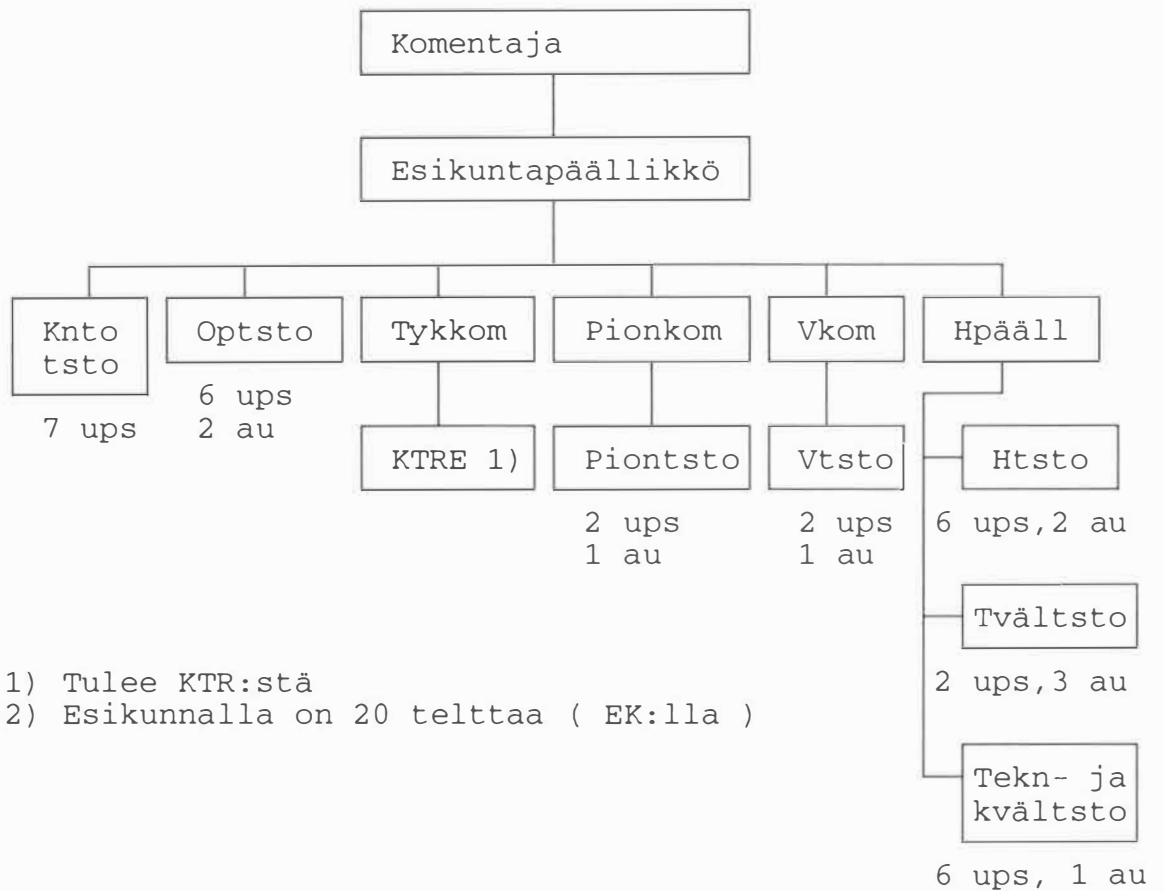 Komentaja
Esikuntapäällikkö
Knto
tsto
7 ups
Optsto
6 ups
2 au
Tykkom
KTRE 1)
Pionkom
Piontsto
2 ups
1 au
Vkom
Vtsto
2 ups
1 au
Hpääll
Htsto
6 ups,2 au
Tvältsto
2 ups,3 au
Tekn- ja
kvältsto
6 ups, 1 au
1) Tulee KTR:stä
2) Esikunnalla on 20 telttaa ( EK:lla )